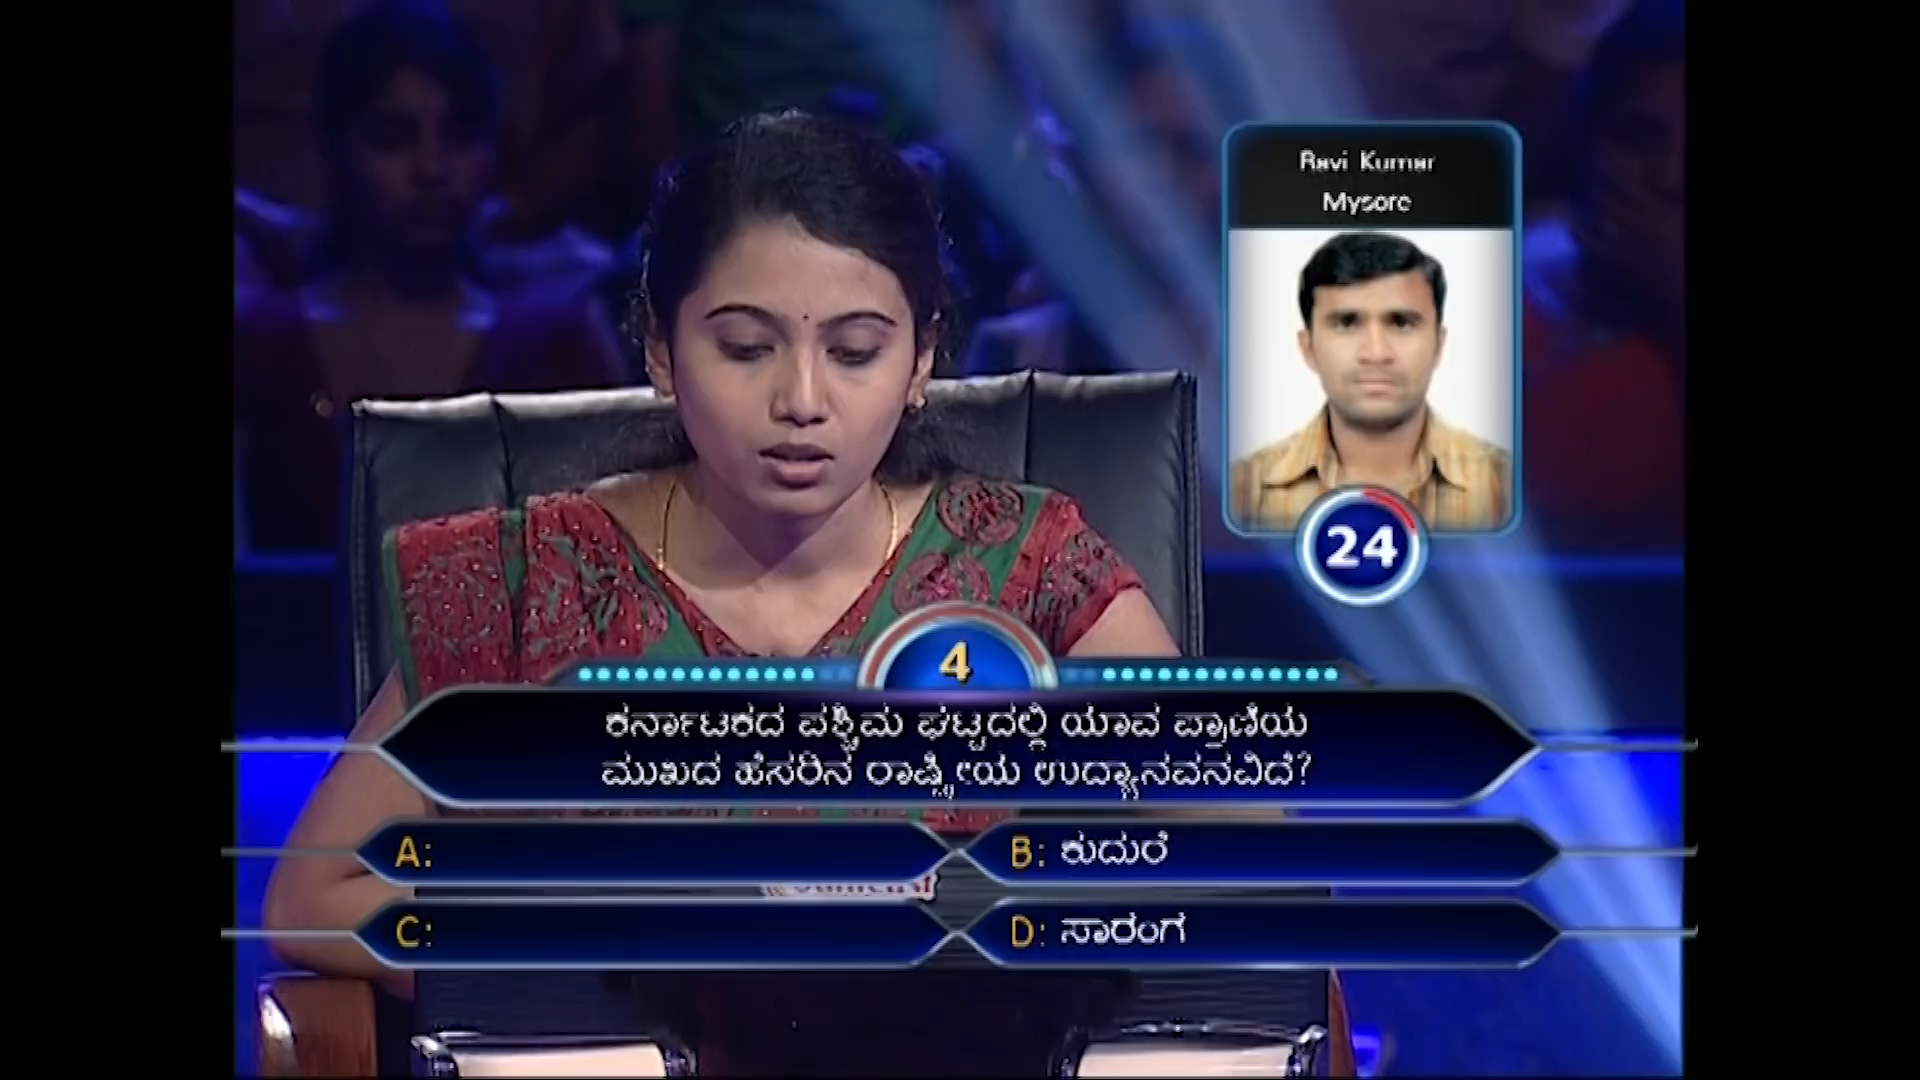 Ravi Kumar
Mysore
24
4
ಕರ್ನಾಟಕದ ಪಶ್ಚಿಮ ಘಟ್ಟದಲ್ಲಿ ಯಾವ ಪ್ರಾಣಿಯ
ಮುಖದ ಹೆಸರಿನ ರಾಷ್ಟ್ರೀಯ ಉದ್ಯಾನವನವಿದೆ?
A:
B: ಕುದುರೆ
C:
D: ಸಾರಂಗ